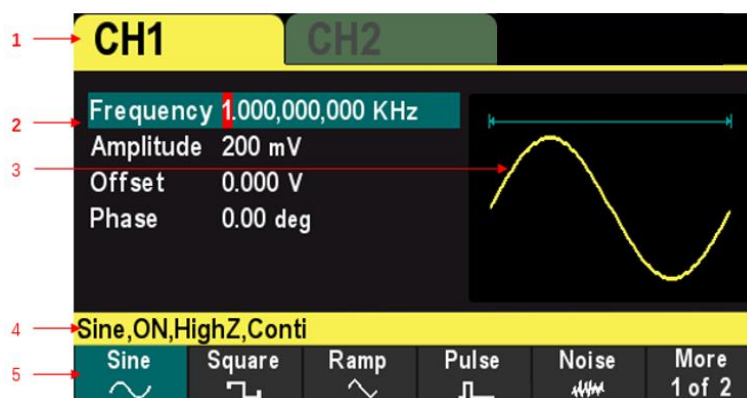 1 CH1 CH2
2 Frequency 1.000,000,000 KHz
Amplitude 200 mV
3
Offset 0.000 V
Phase 0.00 deg
4 Sine,ON,HighZ,Conti
5 Sine Square Ramp Pulse Noise More
1 of 2